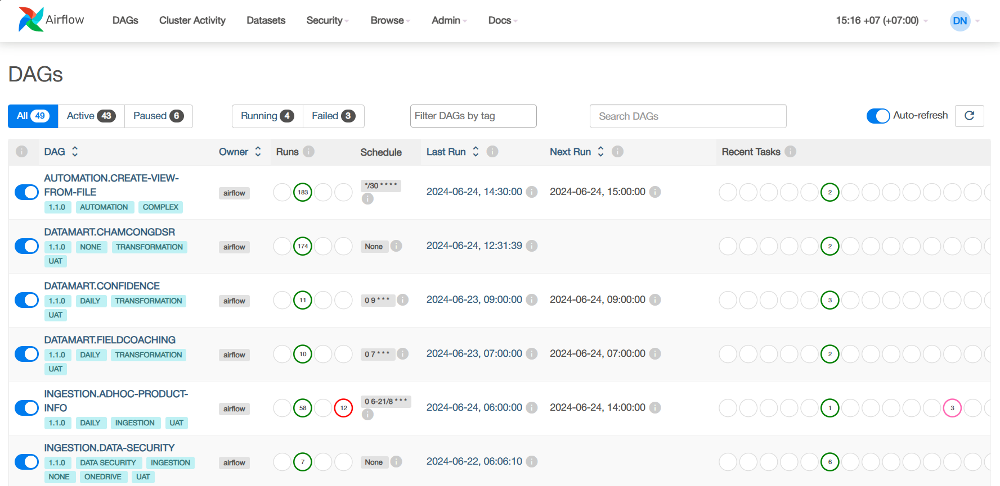 Airflow DAGs Cluster Activity Datasets Security Browse Admin Docs 15:16 +07 (+07:00) DN
DAGs
All 49 Active 43 Paused 6 Running 4 Failed 3 Filter DAGs by tag Search DAGs Auto-refresh
i DAG Owner Runs i Schedule Last Run i Next Run i Recent Tasks i
AUTOMATION.CREATE-VIEW-
FROM-FILE
airflow 183 */30 * * * * i 2024-06-24, 14:30:00 i 2024-06-24, 15:00:00 i 2
1.1.0 AUTOMATION COMPLEX
DATAMART.CHAMCONGDSR
1.1.0 NONE TRANSFORMATION
UAT
airflow 174 None i 2024-06-24, 12:31:39 i 2
DATAMART.CONFIDENCE
1.1.0 DAILY TRANSFORMATION
UAT
airflow 11 0 9 * * * i 2024-06-23, 09:00:00 i 2024-06-24, 09:00:00 i 3
DATAMART.FIELDCOACHING
1.1.0 DAILY TRANSFORMATION
UAT
airflow 10 0 7 * * * i 2024-06-23, 07:00:00 i 2024-06-24, 07:00:00 i 2
INGESTION.ADHOC-PRODUCT-
INFO
airflow 58 12 0 6-21/8 * * * i 2024-06-24, 06:00:00 i 2024-06-24, 14:00:00 i 1 3
1.1.0 DAILY INGESTION UAT
INGESTION.DATA-SECURITY
1.1.0 DATA SECURITY INGESTION
NONE ONEDRIVE UAT
airflow 7 None i 2024-06-22, 06:06:10 i 6